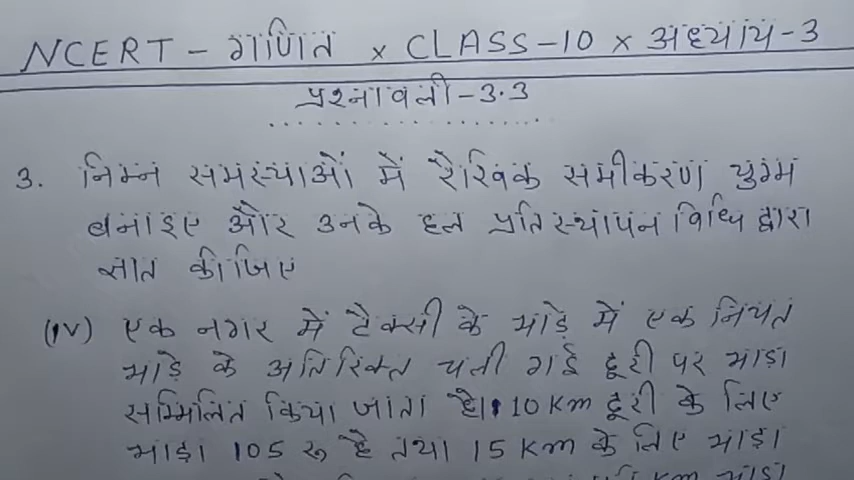 NCERT - गणित × CLASS-10 × अध्याय-3
प्रश्नावली-3.3
3. निम्न समस्याओं में रैखिक समीकरण युग्म
बनाइए और उनके हल प्रतिस्थापन विधि द्वारा
ज्ञात कीजिए
(IV) एक नगर में टैक्सी के भाड़े में एक नियत
भाड़े के अतिरिक्त चली गई दूरी पर भाड़ा
सम्मिलित किया जाता है। 10 Km दूरी के लिए
भाड़ा 105 रू है तथा 15 Km के लिए भाड़ा
km भाड़ा